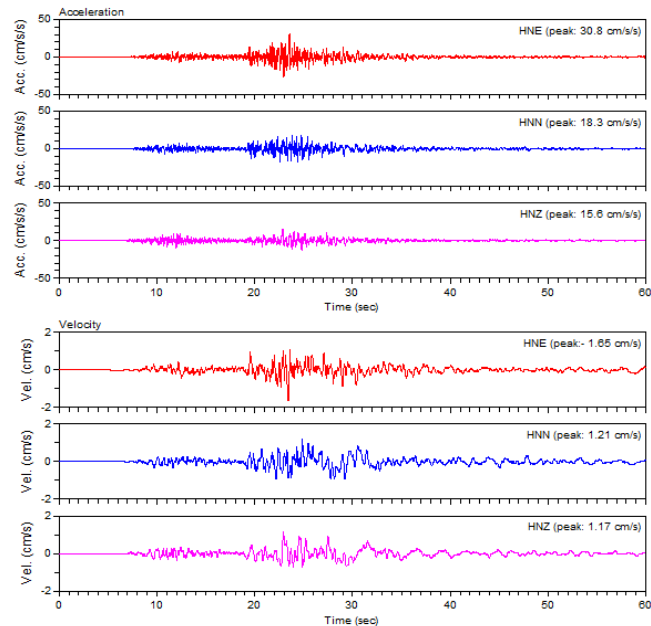 Acceleration
50
0
-50
Acc. (cm/s/s)
HNE (peak: 30.8 cm/s/s)
50
0
-50
Acc. (cm/s/s)
HNN (peak: 18.3 cm/s/s)
50
0
-50
Acc. (cm/s/s)
HNZ (peak: 15.6 cm/s/s)
0 10 20 30 40 50 60
Time (sec)
Velocity
2
0
-2
Vel. (cm/s)
HNE (peak:- 1.65 cm/s)
2
0
-2
Vel. (cm/s)
HNN (peak: 1.21 cm/s)
2
0
-2
Vel. (cm/s)
HNZ (peak: 1.17 cm/s)
0 10 20 30 40 50 60
Time (sec)